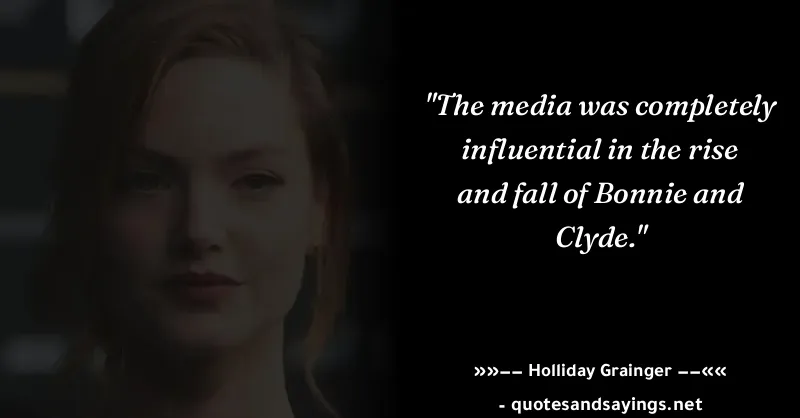 "The media was completely
influential in the rise
and fall of Bonnie and
Clyde."
»»−− Holliday Grainger −−««
- quotesandsayings.net